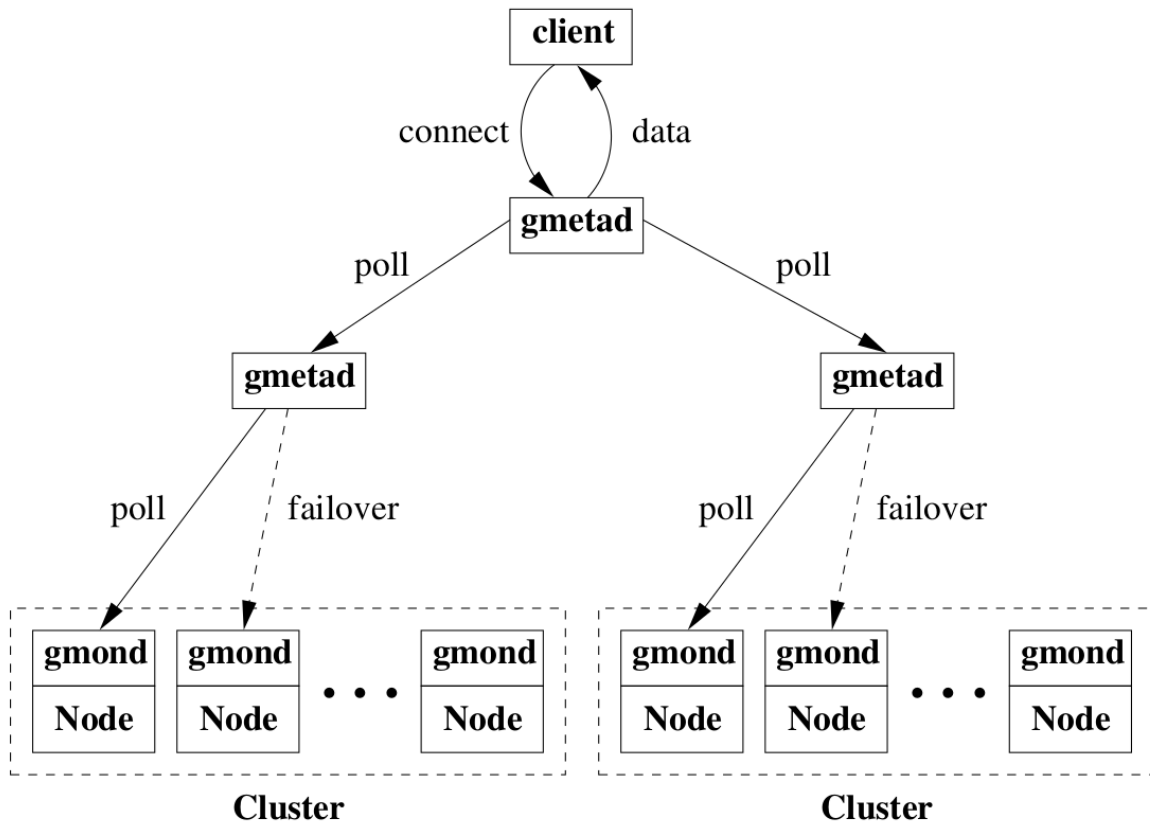 client
connect
data
gmetad
poll
poll
gmetad
gmetad
poll
failover
poll
failover
gmond
gmond
gmond
gmond
gmond
gmond
Node
Node
• • •
Node
Node
Node
• • •
Node
Cluster
Cluster